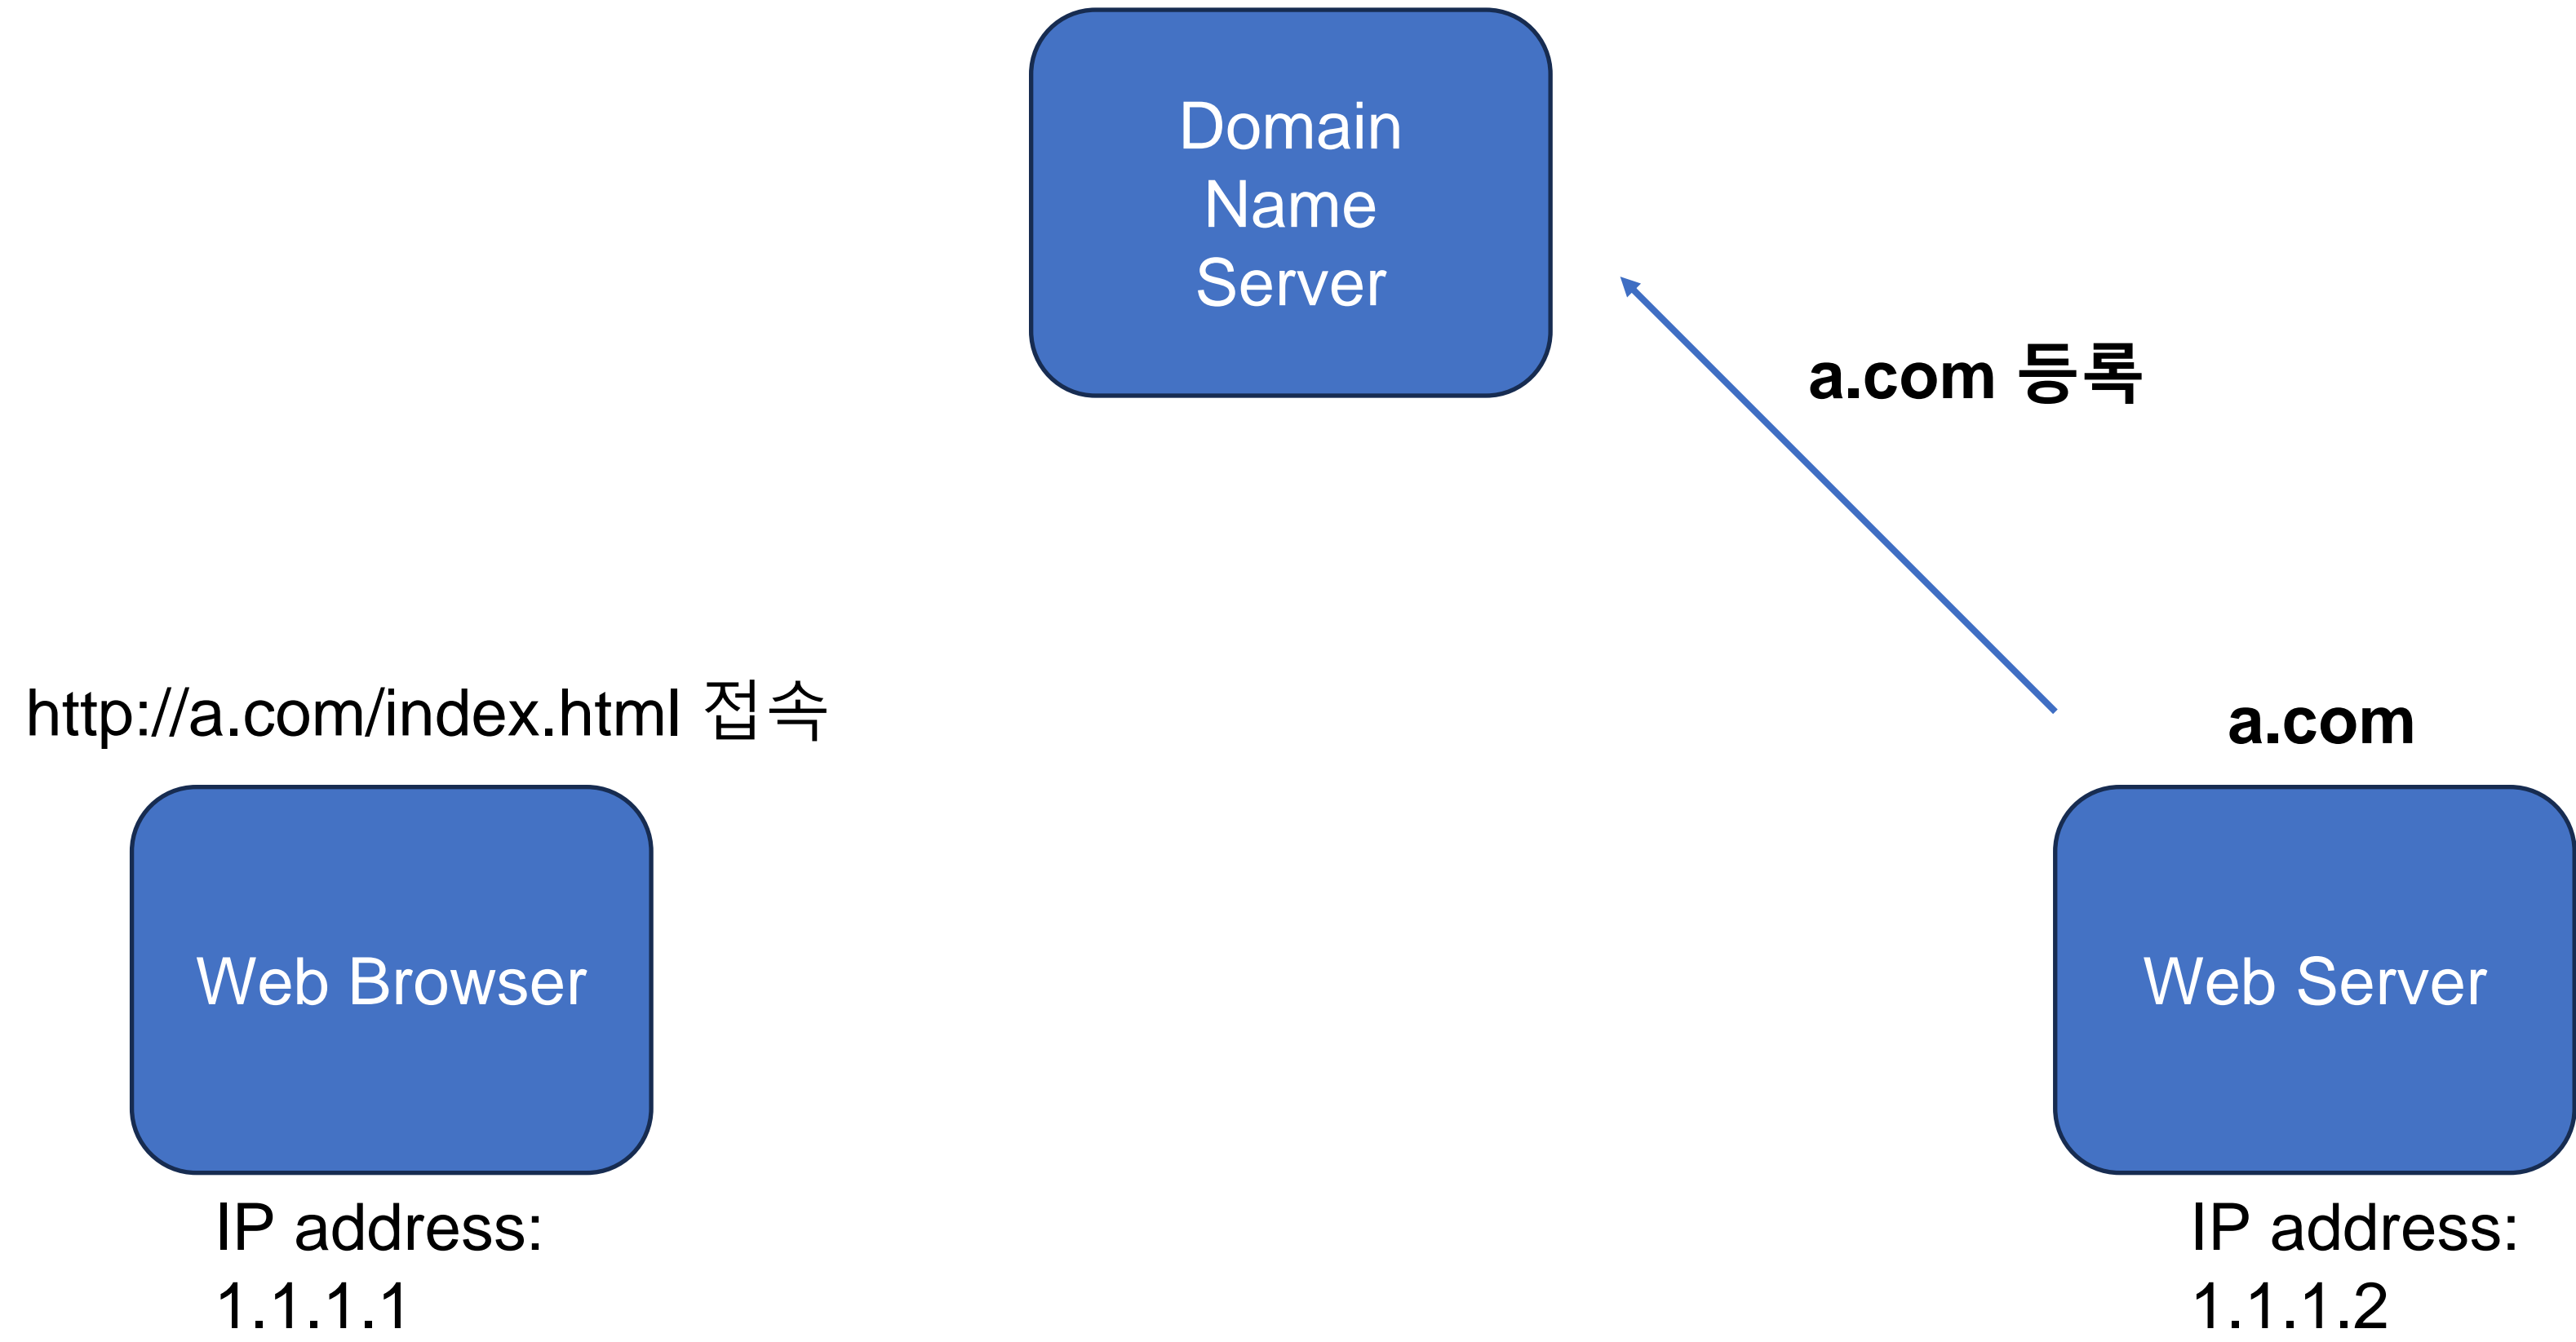 Domain
Name
Server
a.com 등록
http://a.com/index.html 접속
a.com
Web Browser
Web Server
IP address:
1.1.1.1
IP address:
1.1.1.2